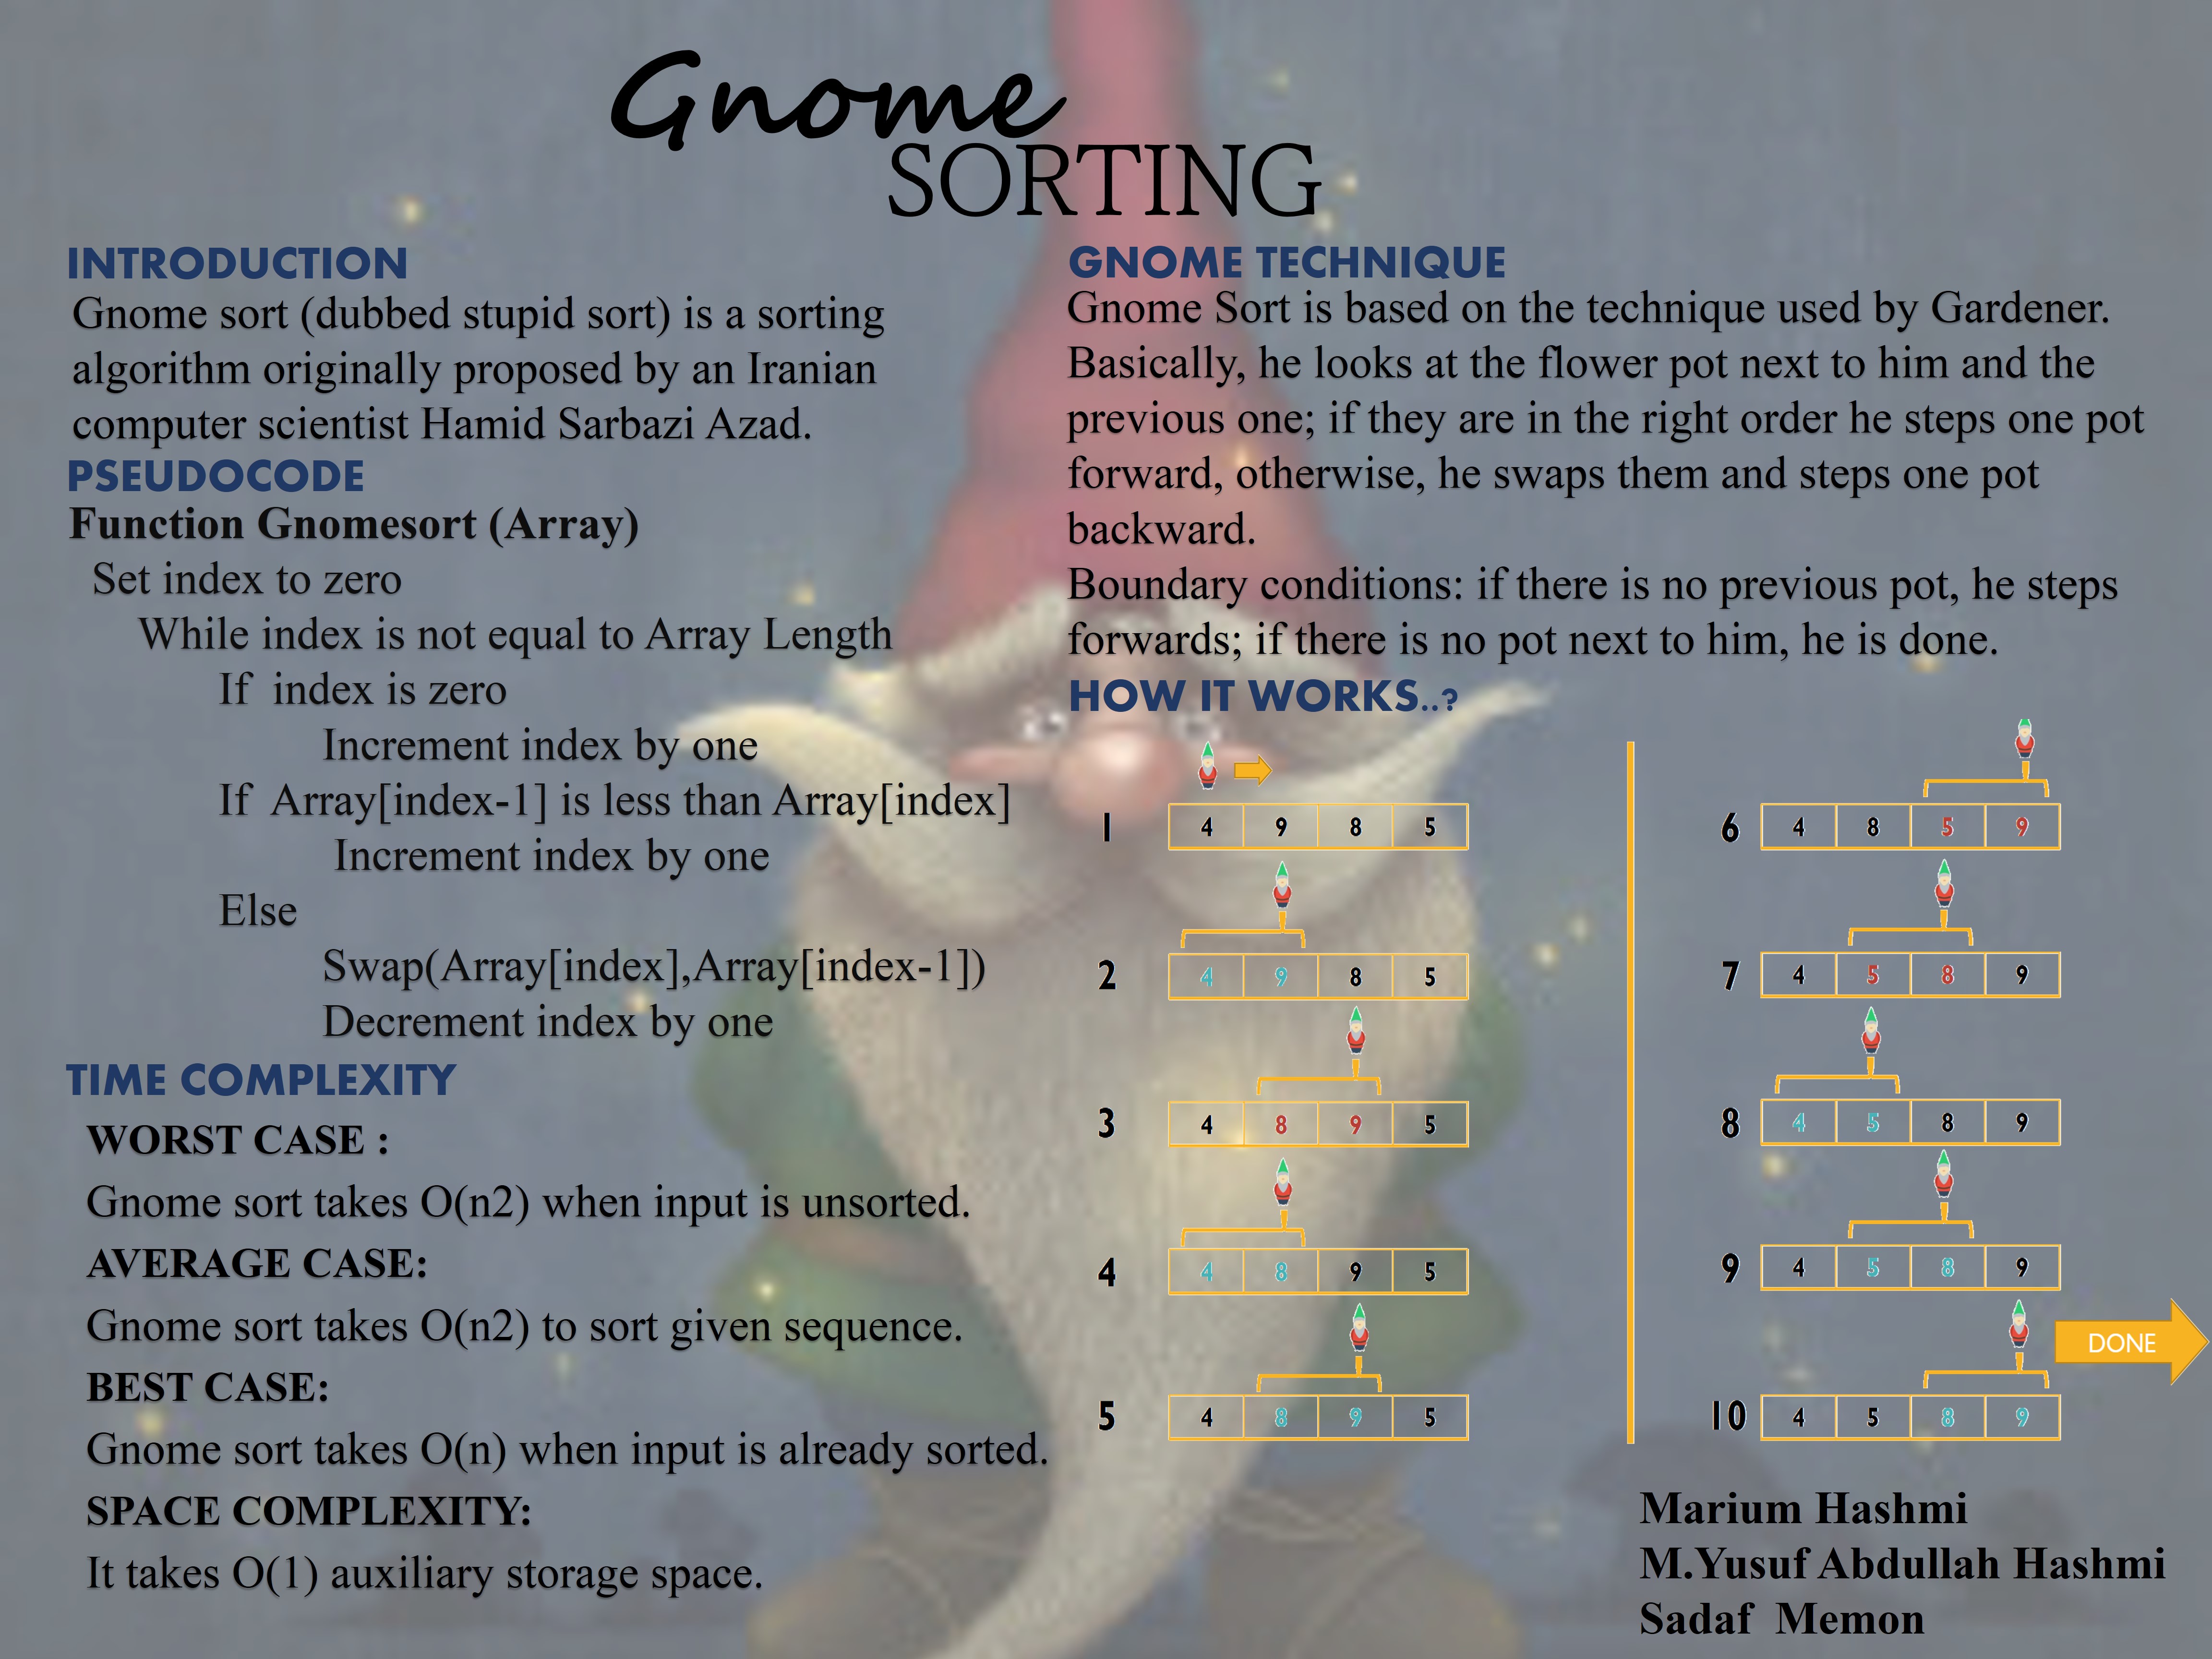 Gnome
SORTING
INTRODUCTION
Gnome sort (dubbed stupid sort) is a sorting
algorithm originally proposed by an Iranian
computer scientist Hamid Sarbazi Azad.
PSEUDOCODE
Function Gnomesort (Array)
Set index to zero
While index is not equal to Array Length
If index is zero
Increment index by one
If Array[index-1] is less than Array[index]
Increment index by one
Else
Swap(Array[index],Array[index-1])
Decrement index by one
TIME COMPLEXITY
WORST CASE :
Gnome sort takes O(n2) when input is unsorted.
AVERAGE CASE:
Gnome sort takes O(n2) to sort given sequence.
BEST CASE:
Gnome sort takes O(n) when input is already sorted.
SPACE COMPLEXITY:
It takes O(1) auxiliary storage space.
GNOME TECHNIQUE
Gnome Sort is based on the technique used by Gardener.
Basically, he looks at the flower pot next to him and the
previous one; if they are in the right order he steps one pot
forward, otherwise, he swaps them and steps one pot
backward.
Boundary conditions: if there is no previous pot, he steps
forwards; if there is no pot next to him, he is done.
HOW IT WORKS..?
1 4 9 8 5
2 4 9 8 5
3 4 8 9 5
4 4 8 9 5
5 4 8 9 5
6 4 8 5 9
7 4 5 8 9
8 4 5 8 9
9 4 5 8 9
DONE
10 4 5 8 9
Marium Hashmi
M.Yusuf Abdullah Hashmi
Sadaf Memon